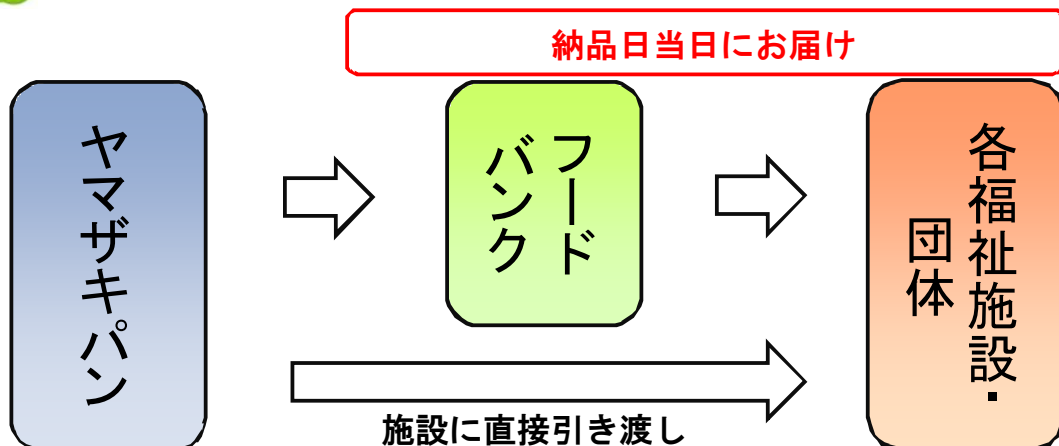 納品日当日にお届け
ヤマザキパン
フード
バンク
各福祉施設・
団体
施設に直接引き渡し